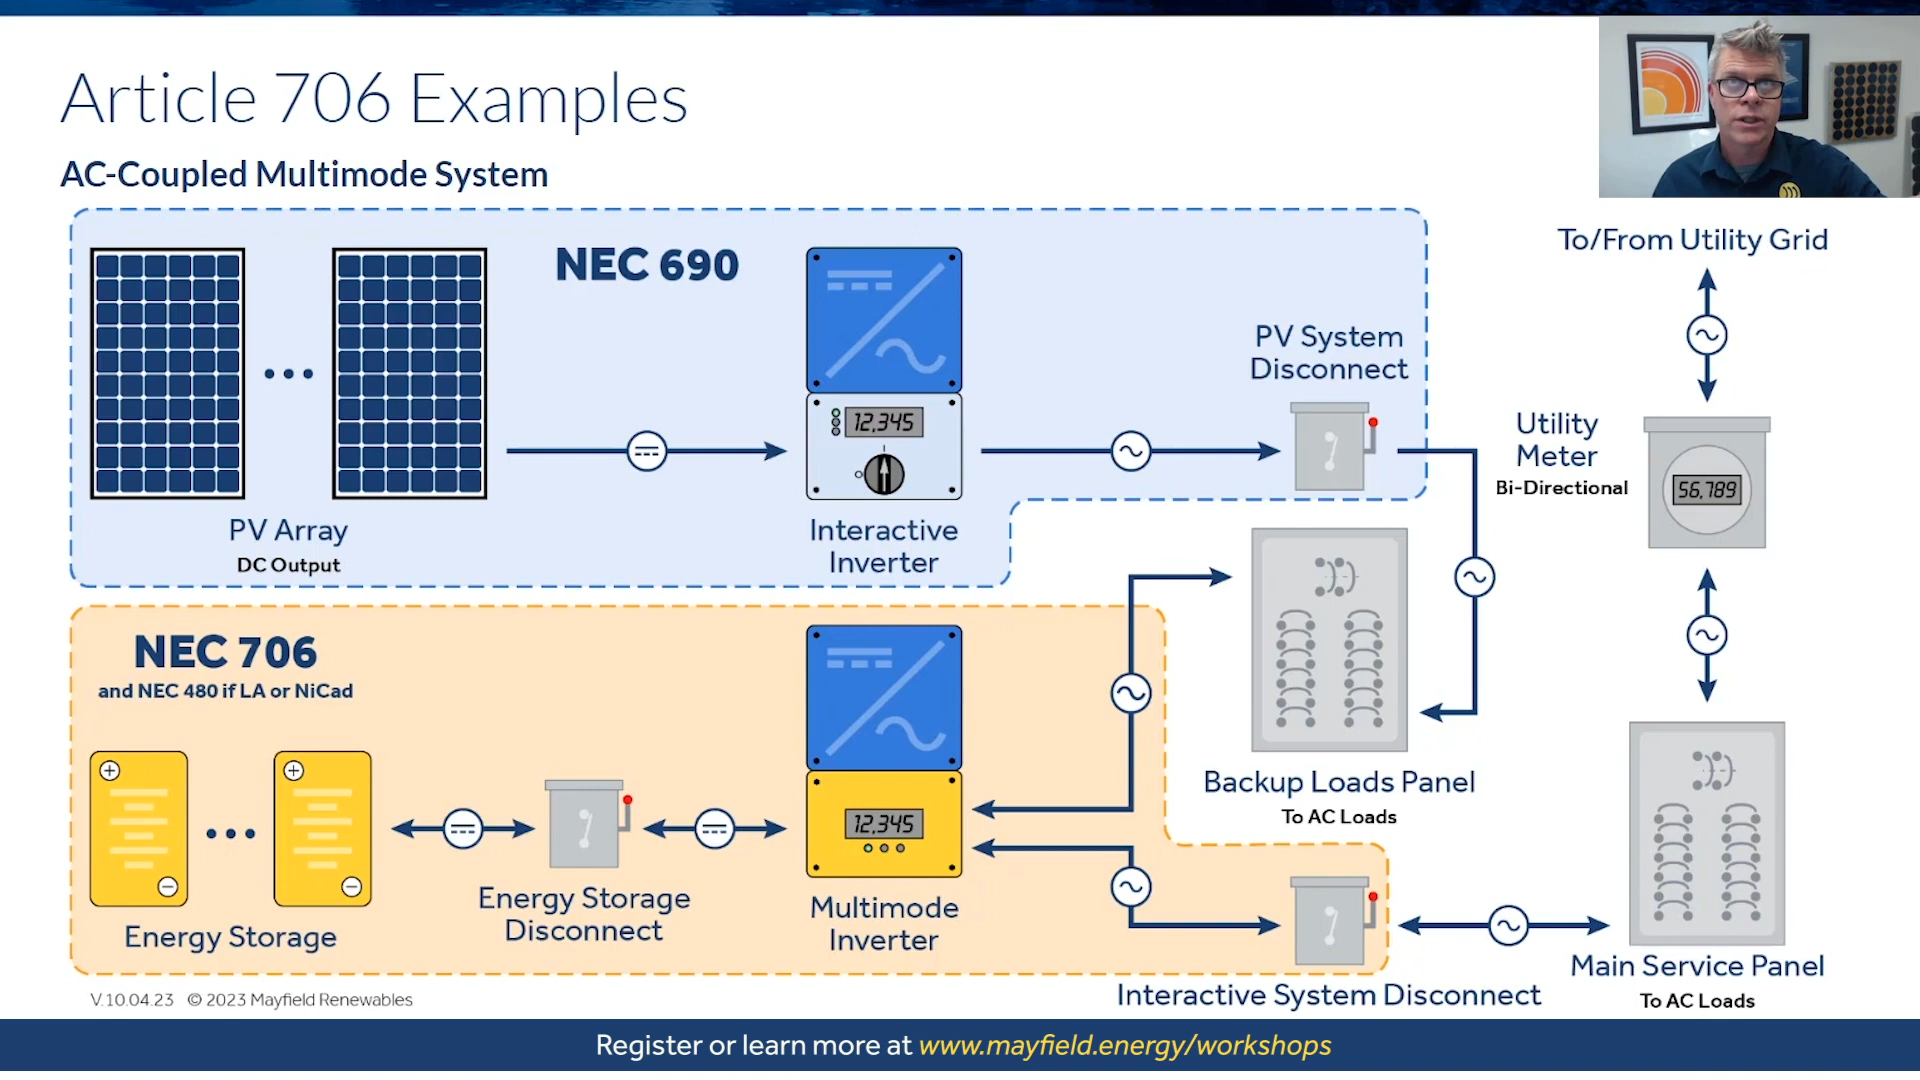 Article 706 Examples
AC-Coupled Multimode System
NEC 690
To/From Utility Grid
PV System
Disconnect
12,345
Utility
Meter
Bi-Directional
56,789
PV Array
DC Output
Interactive
Inverter
NEC 706
and NEC 480 if LA or NiCad
Backup Loads Panel
To AC Loads
12,345
Energy Storage
Energy Storage
Disconnect
Multimode
Inverter
Main Service Panel
To AC Loads
Interactive System Disconnect
V.10.04.23 © 2023 Mayfield Renewables
Register or learn more at www.mayfield.energy/workshops